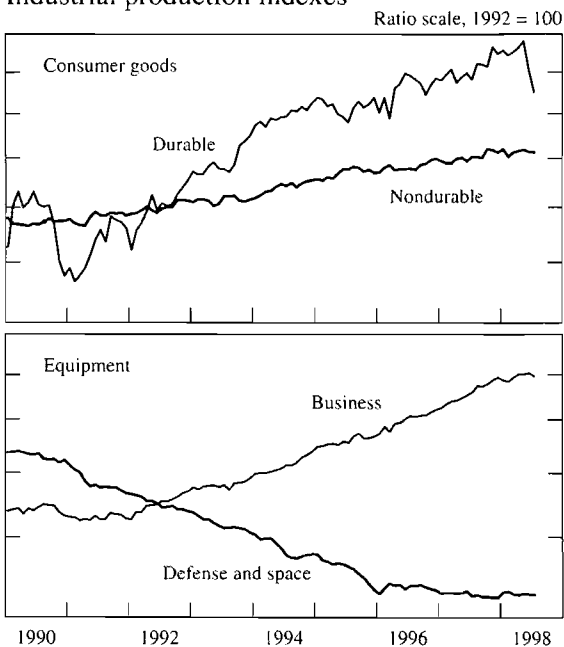 Industrial production indexes
Ratio scale, 1992 = 100
Consumer goods
Durable
Nondurable
Equipment
Business
Defense and space
1990 1992 1994 1996 1998